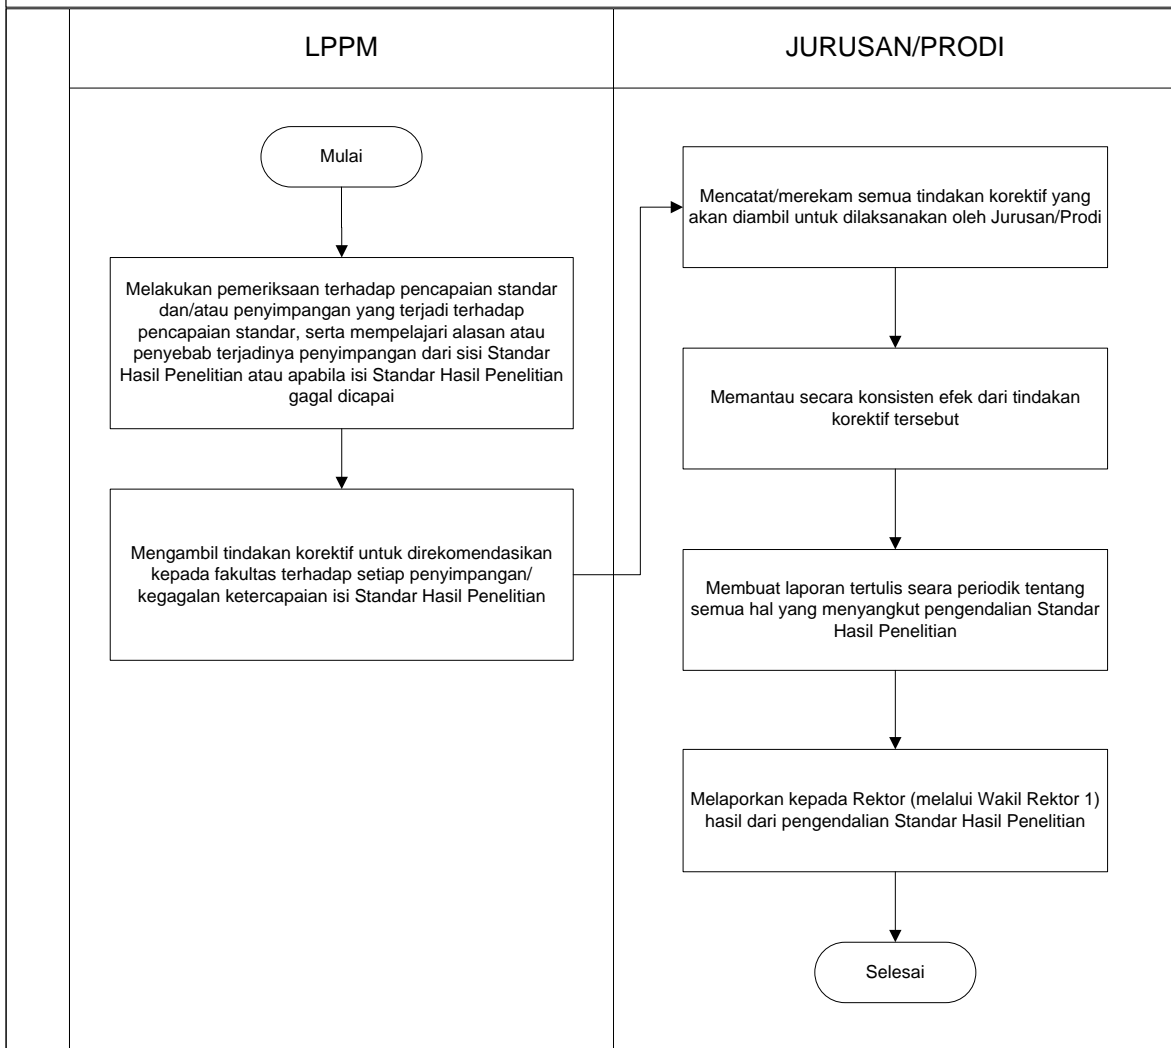 LPPM
JURUSAN/PRODI
Mulai
Melakukan pemeriksaan terhadap pencapaian standar
dan/atau penyimpangan yang terjadi terhadap
pencapaian standar, serta mempelajari alasan atau
penyebab terjadinya penyimpangan dari sisi Standar
Hasil Penelitian atau apabila isi Standar Hasil Penelitian
gagal dicapai
Mengambil tindakan korektif untuk direkomendasikan
kepada fakultas terhadap setiap penyimpangan/
kegagalan ketercapaian isi Standar Hasil Penelitian
Mencatat/merekam semua tindakan korektif yang
akan diambil untuk dilaksanakan oleh Jurusan/Prodi
Memantau secara konsisten efek dari tindakan
korektif tersebut
Membuat laporan tertulis seara periodik tentang
semua hal yang menyangkut pengendalian Standar
Hasil Penelitian
Melaporkan kepada Rektor (melalui Wakil Rektor 1)
hasil dari pengendalian Standar Hasil Penelitian
Selesai